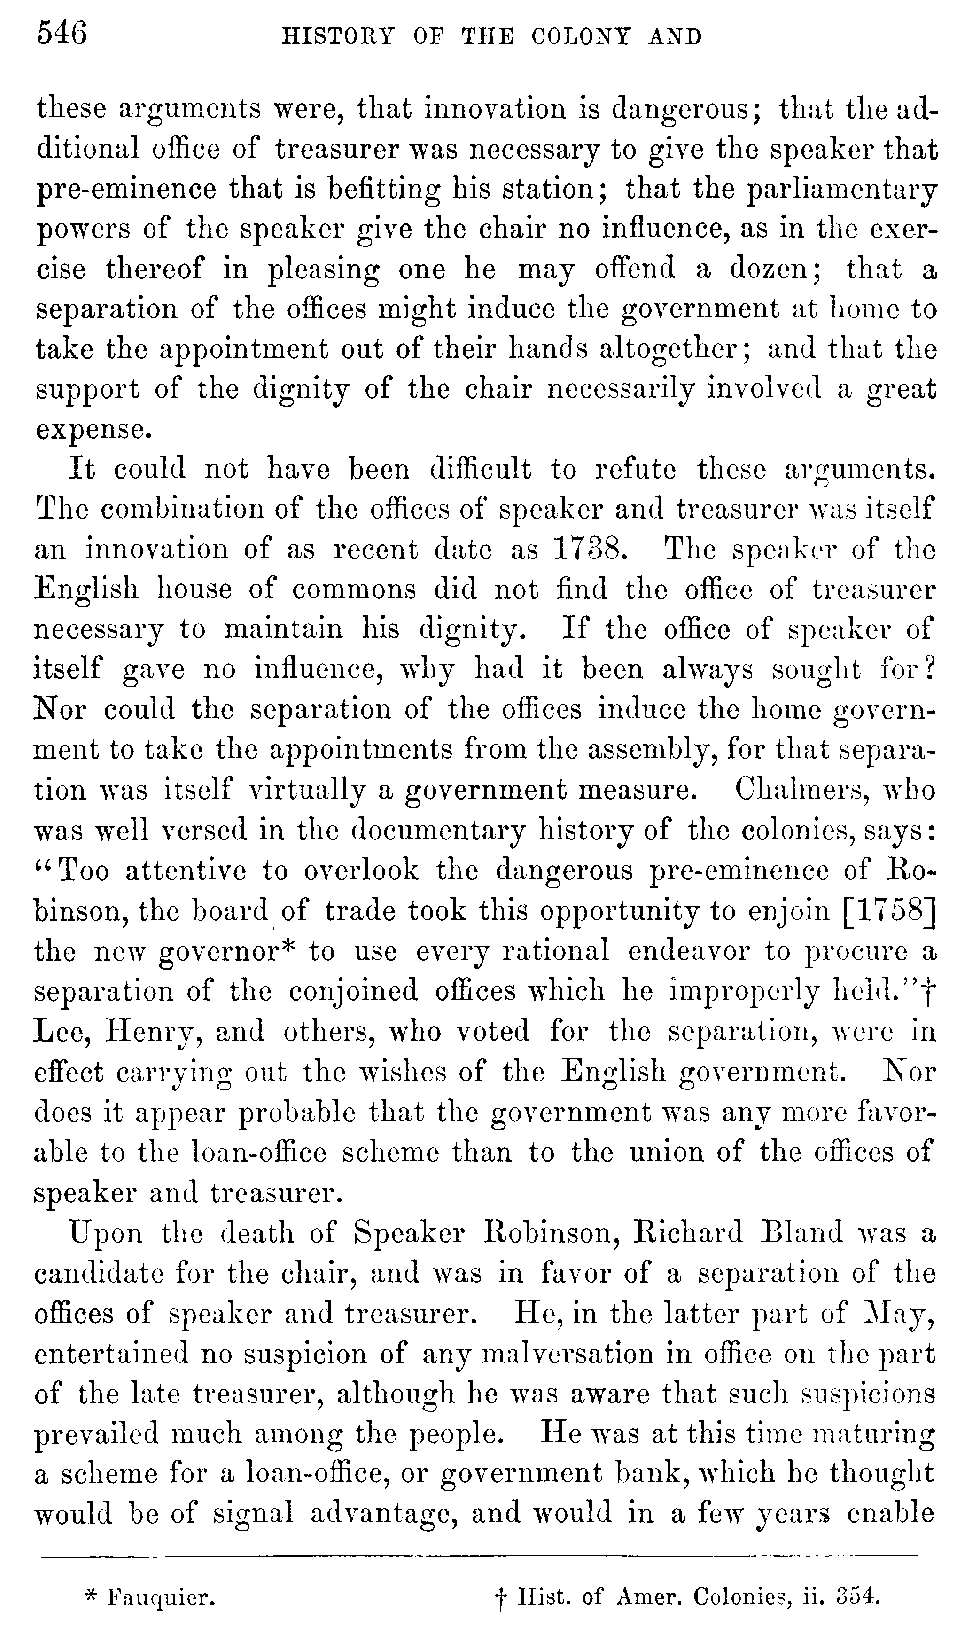 546 HISTORY OF THE COLONY AND
these arguments were, that innovation is dangerous; that the ad-
ditional office of treasurer was necessary to give the speaker that
pre-eminence that is befitting his station; that the parliamentary
powers of the speaker give the chair no influence, as in the exer-
cise thereof in pleasing one he may offend a dozen; that a
separation of the offices might induce the government at home to
take the appointment out of their hands altogether; and that the
support of the dignity of the chair necessarily involved a great
expense.
It could not have been difficult to refute these arguments.
The combination of the offices of speaker and treasurer was itself
an innovation of as recent date as 1738. The speaker of the
English house of commons did not find the office of treasurer
necessary to maintain his dignity. If the office of speaker of
itself gave no influence, why had it been always sought for?
Nor could the separation of the offices induce the home govern-
ment to take the appointments from the assembly, for that separa-
tion was itself virtually a government measure. Chalmers, who
was well versed in the documentary history of the colonies, says:
"Too attentive to overlook the dangerous pre-eminence of Ro-
binson, the board of trade took this opportunity to enjoin [1758]
the new governor* to use every rational endeavor to procure a
separation of the conjoined offices which he improperly held."†
Lee, Henry, and others, who voted for the separation, were in
effect carrying out the wishes of the English government. Nor
does it appear probable that the government was any more favor-
able to the loan-office scheme than to the union of the offices of
speaker and treasurer.
Upon the death of Speaker Robinson, Richard Bland was a
candidate for the chair, and was in favor of a separation of the
offices of speaker and treasurer. He, in the latter part of May,
entertained no suspicion of any malversation in office on the part
of the late treasurer, although he was aware that such suspicions
prevailed much among the people. He was at this time maturing
a scheme for a loan-office, or government bank, which he thought
would be of signal advantage, and would in a few years enable
* Fauquier. † Hist. of Amer. Colonies, ii. 354.